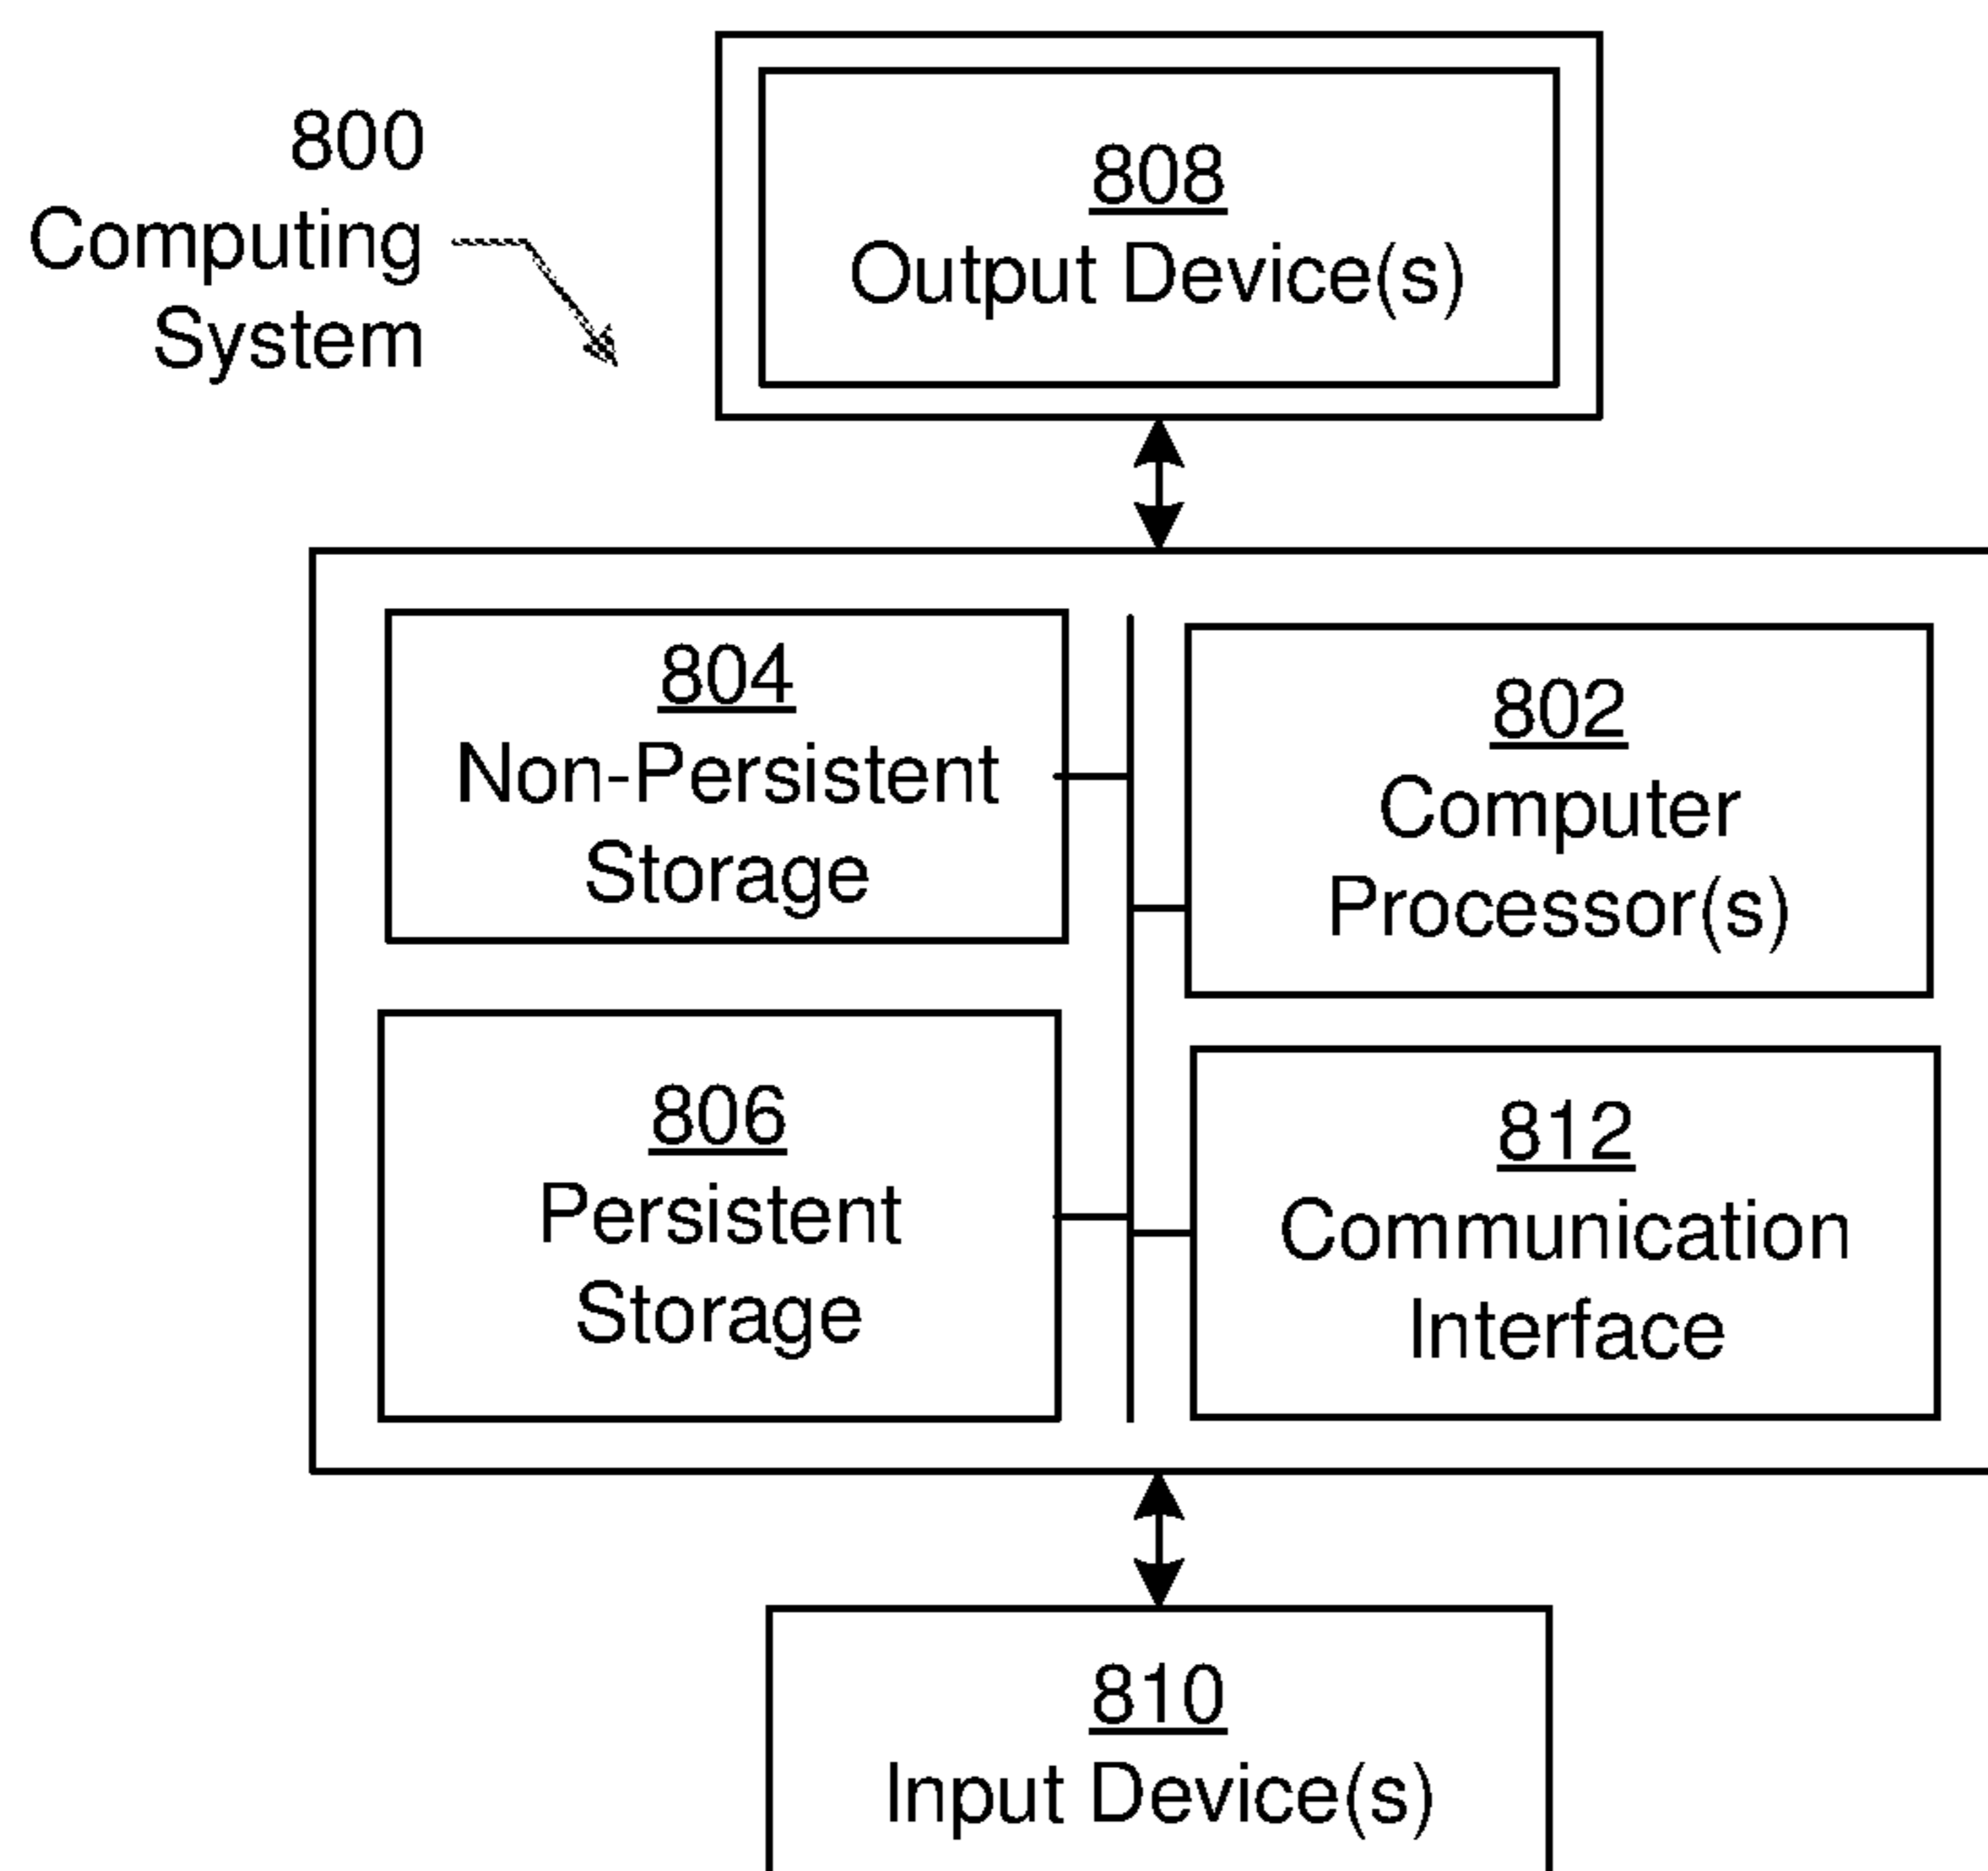 800
Computing
System
808
Output Device(s)
804
Non-Persistent
Storage
802
Computer
Processor(s)
806
Persistent
Storage
812
Communication
Interface
810
Input Device(s)